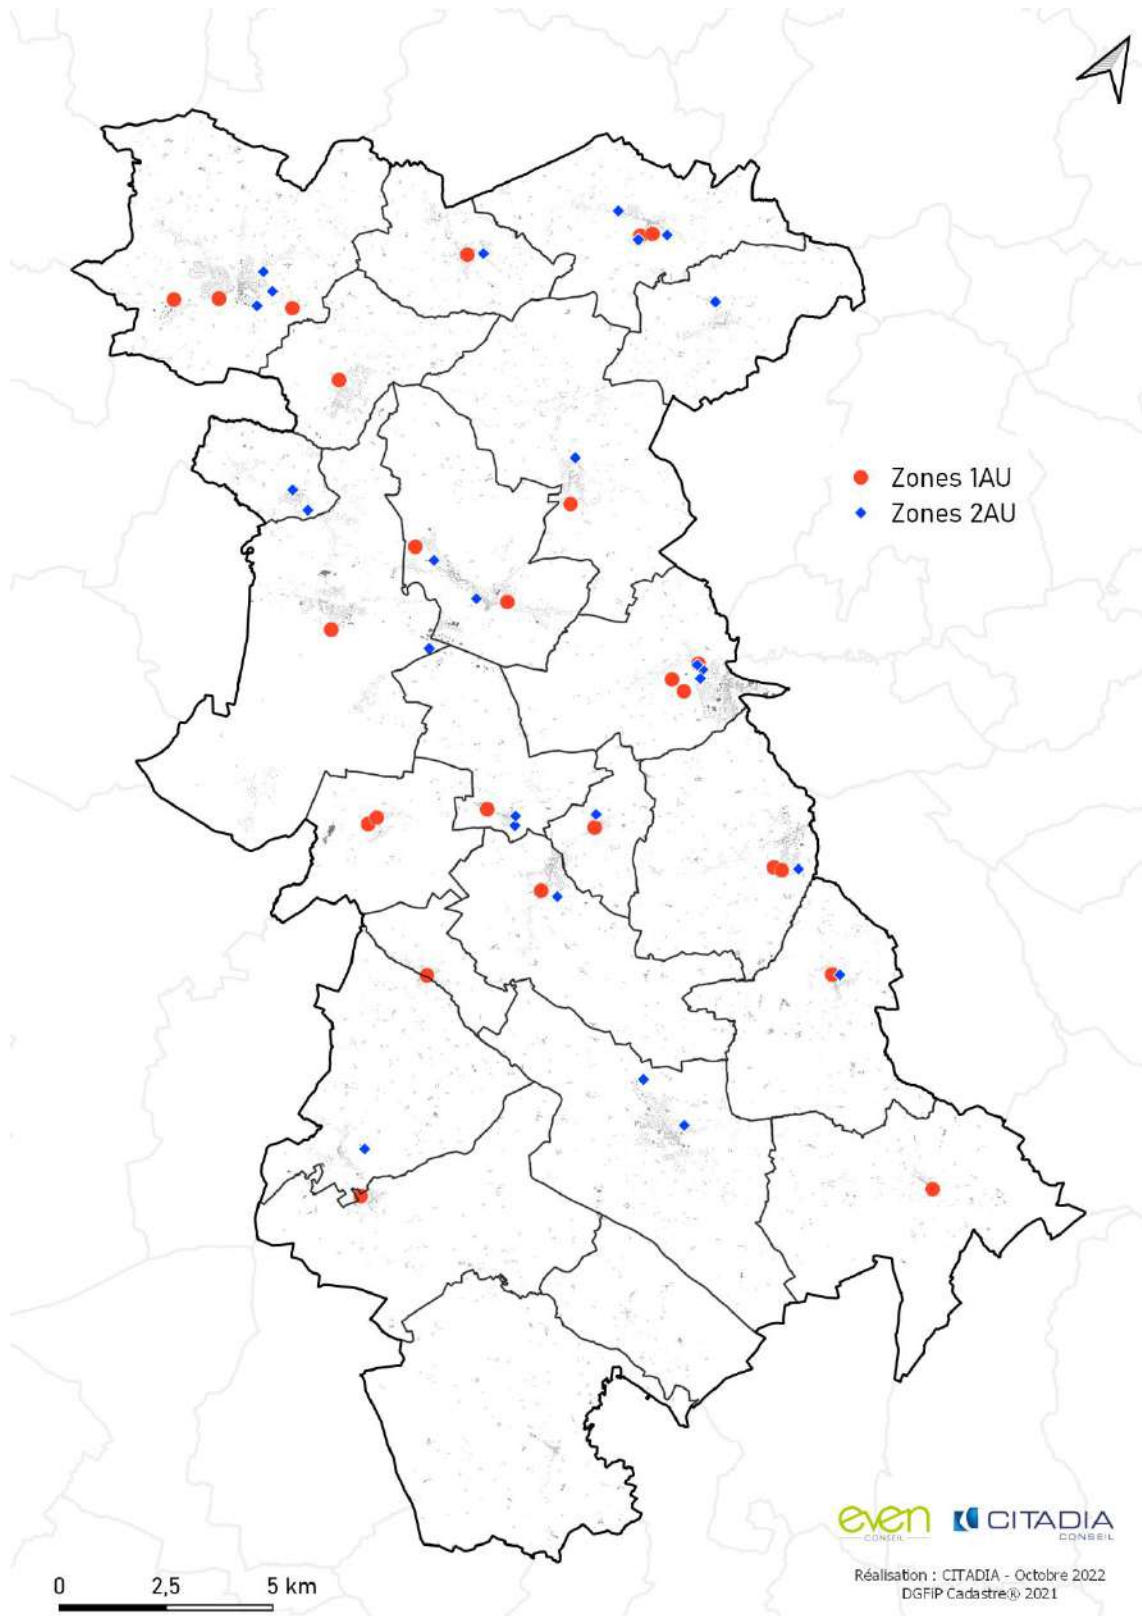 Zones 1AU
Zones 2AU
even
CONSEIL
CITADIA
CONSEIL
0 2,5 5 km
Réalisation : CITADIA - Octobre 2022
DGFiP Cadastre® 2021